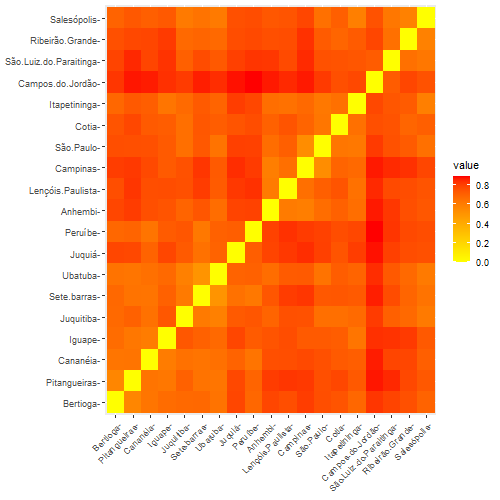 Salesópolis
Ribeirão.Grande
São.Luiz.do.Paraitinga
Campos.do.Jordão
Itapetininga
Cotia
São.Paulo
Campinas
Lençóis.Paulista
Anhembi
Peruíbe
Juquiá
Ubatuba
Sete.barras
Juquitiba
Iguape
Cananéia
Pitangueiras
Bertioga
value
0.8
0.6
0.4
0.2
0.0
Bertioga
Pitangueiras
Cananéia
Iguape
Juquitiba
Sete.barras
Ubatuba
Juquiá
Peruíbe
Anhembi
Lençóis.Paulista
Campinas
São.Paulo
Cotia
Itapetininga
Campos.do.Jordão
São.Luiz.do.Paraitinga
Ribeirão.Grande
Salesópolis